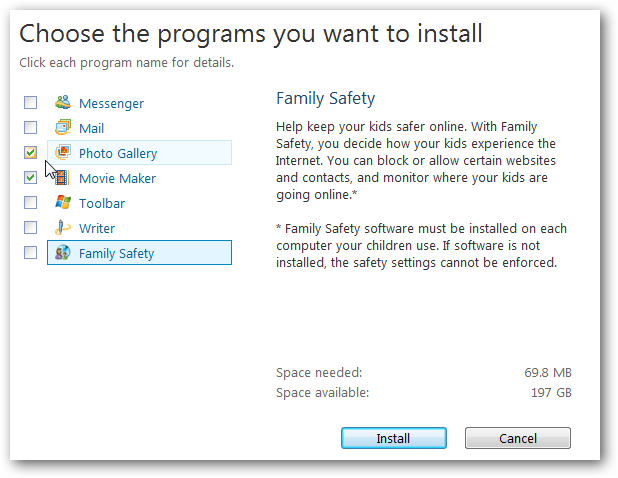 Choose the programs you want to install
Click each program name for details.
Messenger
Mail
Photo Gallery
Movie Maker
Toolbar
Writer
Family Safety
Family Safety
Help keep your kids safer online. With Family
Safety, you decide how your kids experience the
Internet. You can block or allow certain websites
and contacts, and monitor where your kids are
going online.*
* Family Safety software must be installed on each
computer your children use. If software is not
installed, the safety settings cannot be enforced.
Space needed: 69.8 MB
Space available: 197 GB
Install Cancel